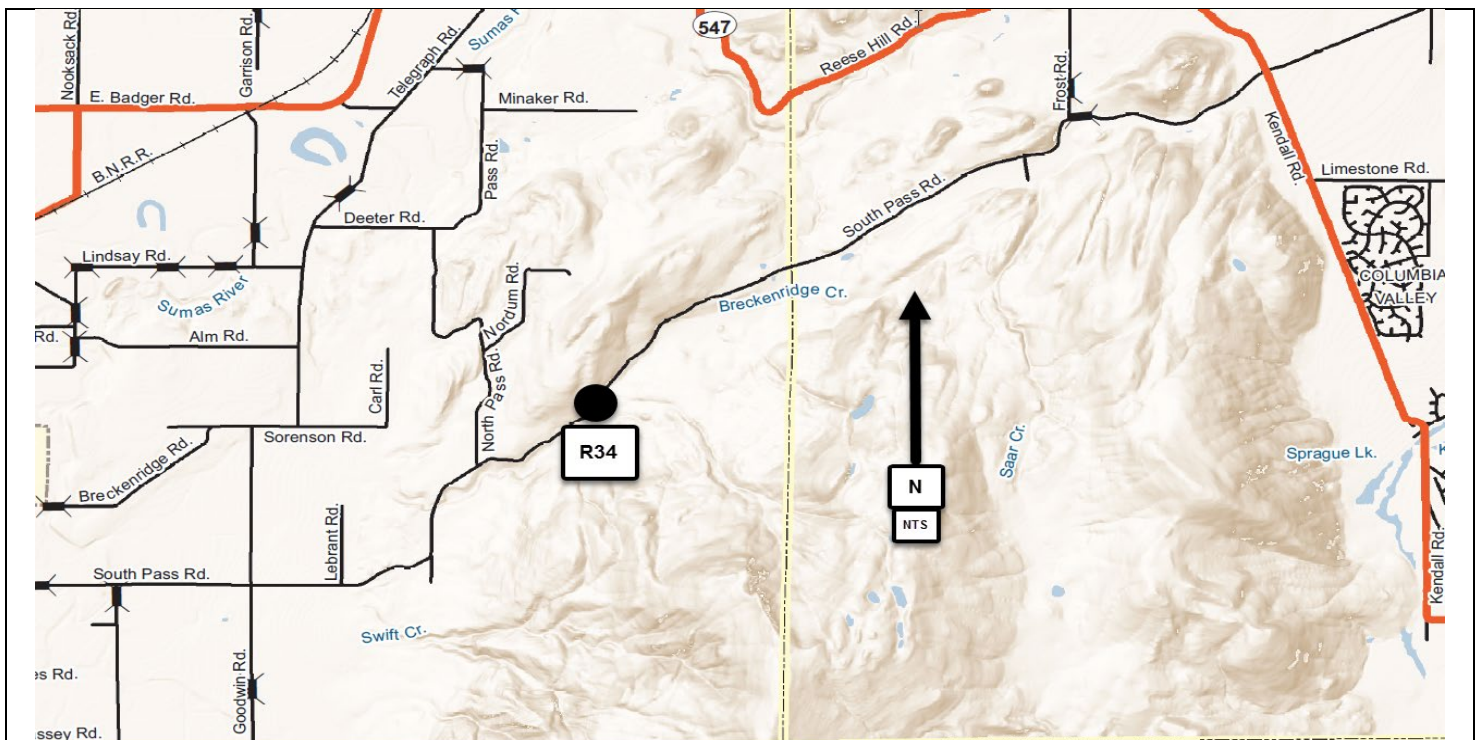 Nooksack Rd.
Garrison Rd.
Telegraph Rd.
Sumas
547
Reese Hill Rd.
E. Badger Rd.
Minaker Rd.
Frost Rd.
B.N.R.R.
Pass Rd.
Kendall Rd.
Limestone Rd.
South Pass Rd.
Deeter Rd.
Lindsay Rd.
Sumas River
Nordum Rd.
COLUMBIA
VALLEY
Breckenridge Cr.
Rd.
Alm Rd.
Carl Rd.
North Pass Rd.
Sorenson Rd.
R34
Saar Cr.
Sprague Lk.
K
Breckenridge Rd.
N
NTS
Lebrant Rd.
South Pass Rd.
Kendall Rd.
Swift Cr.
es Rd.
Goodwin Rd.
ssey Rd.